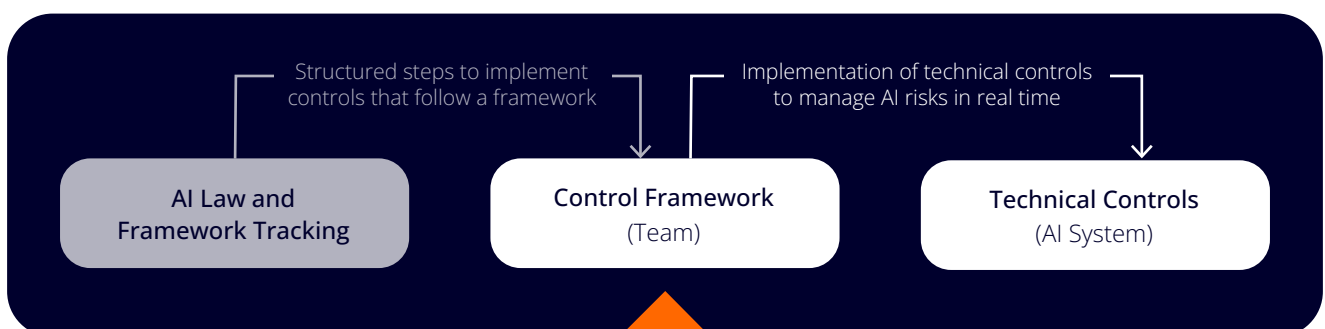 Structured steps to implement
controls that follow a framework
Implementation of technical controls
to manage AI risks in real time
AI Law and
Framework Tracking
Control Framework
(Team)
Technical Controls
(AI System)